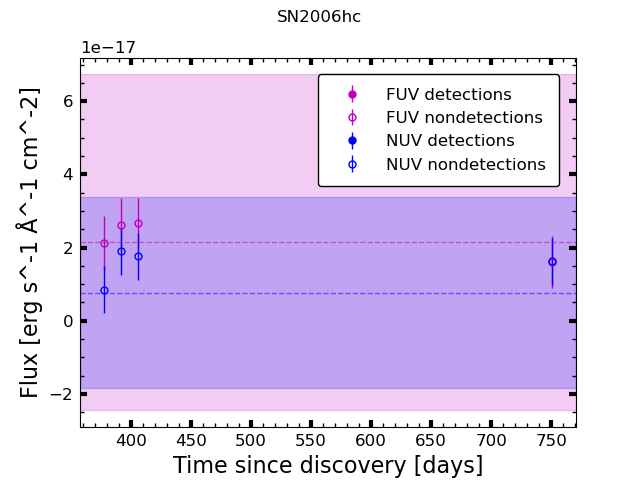 SN2006hc
1e−17
6
4
2
0
−2
Flux [erg s^-1 Å^-1 cm^-2]
FUV detections
FUV nondetections
NUV detections
NUV nondetections
400 450 500 550 600 650 700 750
Time since discovery [days]